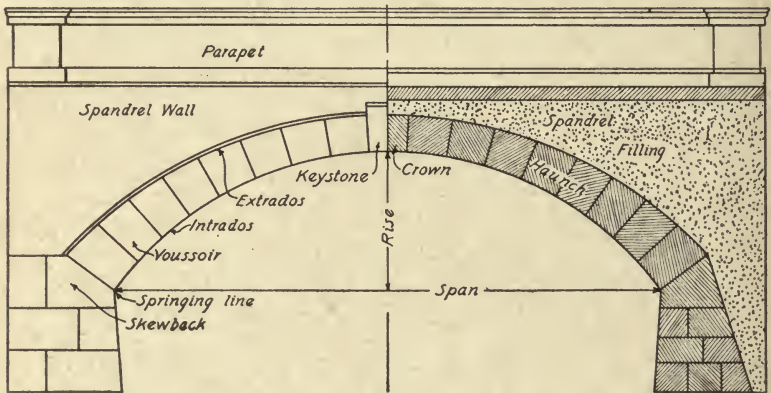 Parapet
Spandrel Wall
Spandrel
Filling
Keystone
Crown
Haunch
Extrados
Intrados
Rise
Voussoir
Springing line
Span
Skewback